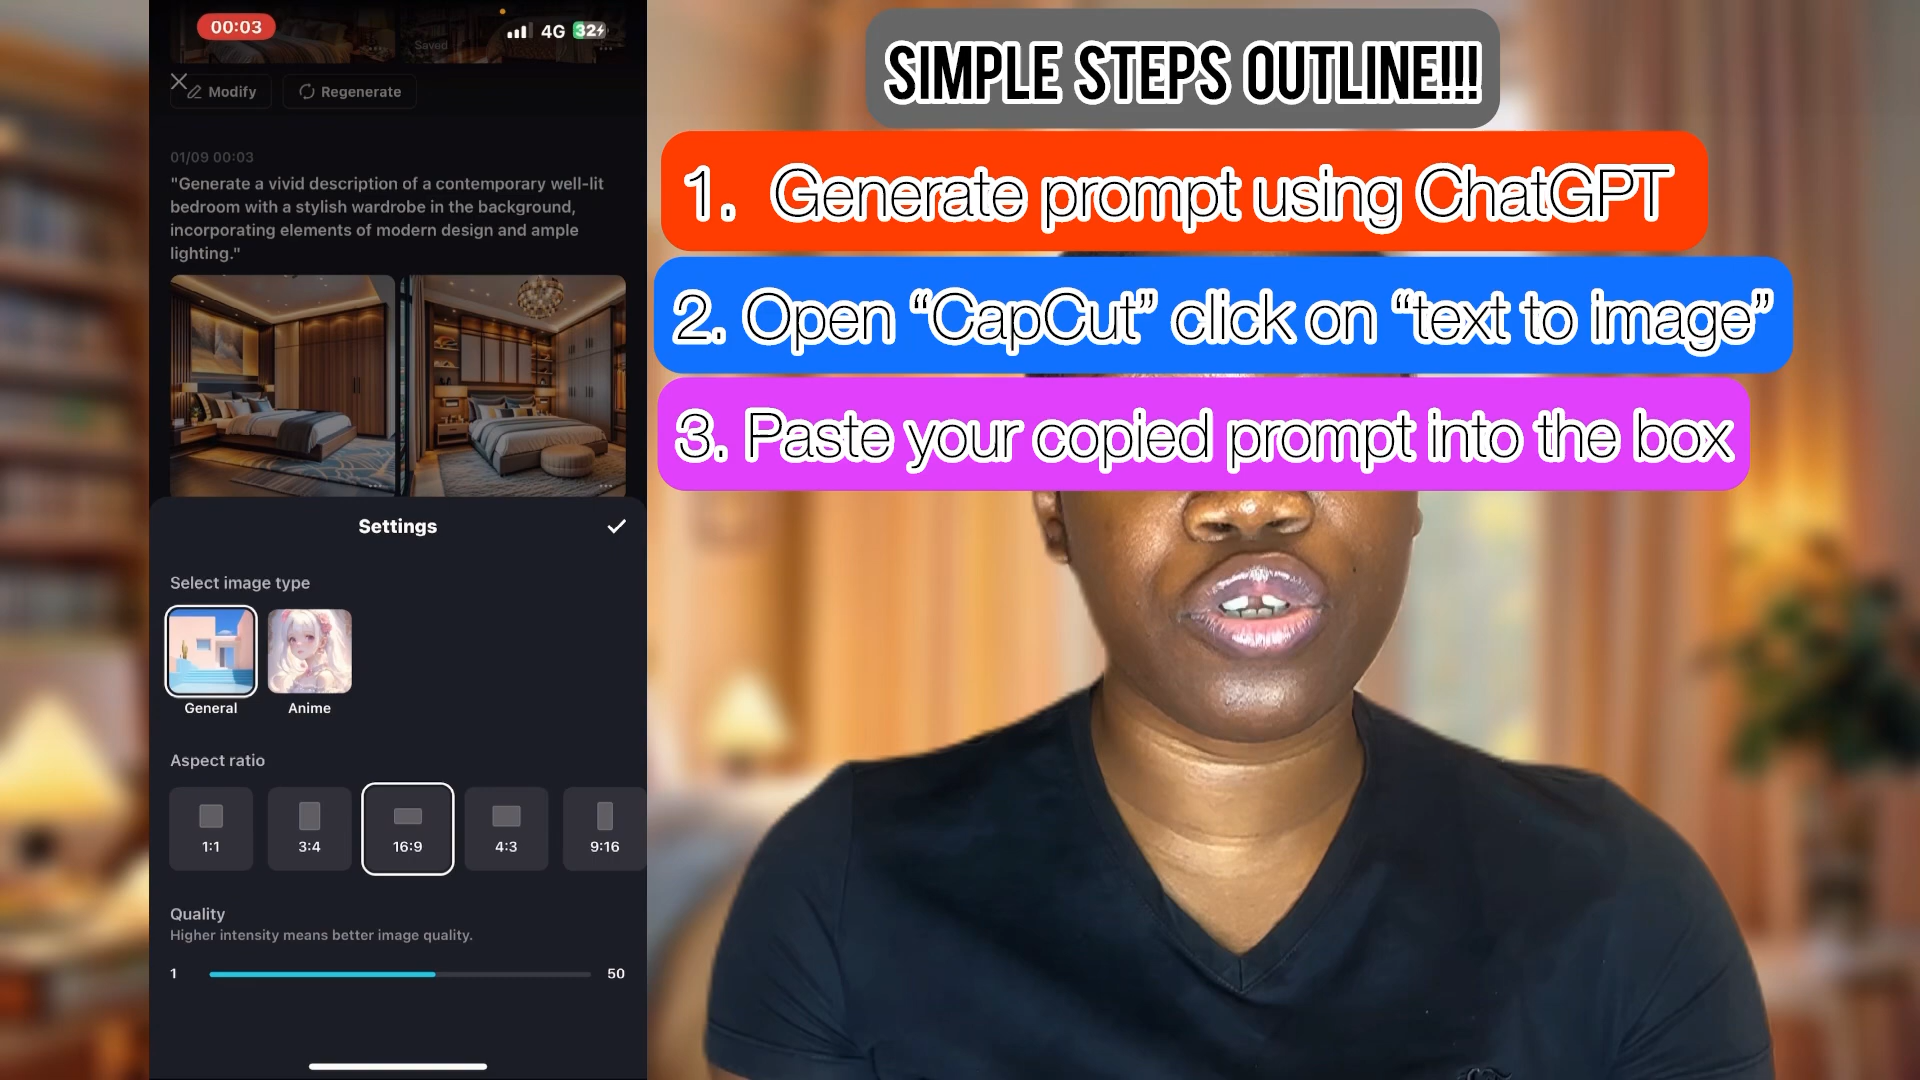 00:03
4G
32
Saved
Modify
Regenerate
01/09 00:03
"Generate a vivid description of a contemporary well-lit
bedroom with a stylish wardrobe in the background,
incorporating elements of modern design and ample
lighting."
Settings
Select image type
General
Anime
Aspect ratio
1:1
3:4
16:9
4:3
9:16
Quality
Higher intensity means better image quality.
1
50
SIMPLE STEPS OUTLINE!!!
1. Generate prompt using ChatGPT
2. Open “CapCut” click on “text to image”
3. Paste your copied prompt into the box